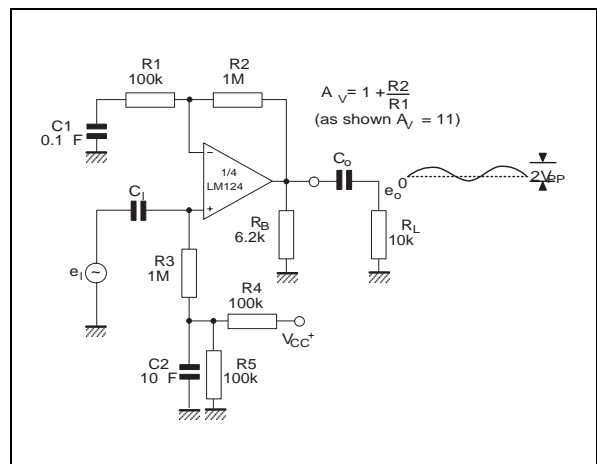 R1
100k
R2
1M
A V = 1 + R2
R1
(as shown A V = 11)
C1
0.1 F
1/4
LM124
CI
Co
0
eo
2VPP
RB
6.2k
RL
10k
eI
~
R3
1M
R4
100k
VCC+
C2
10 F
R5
100k